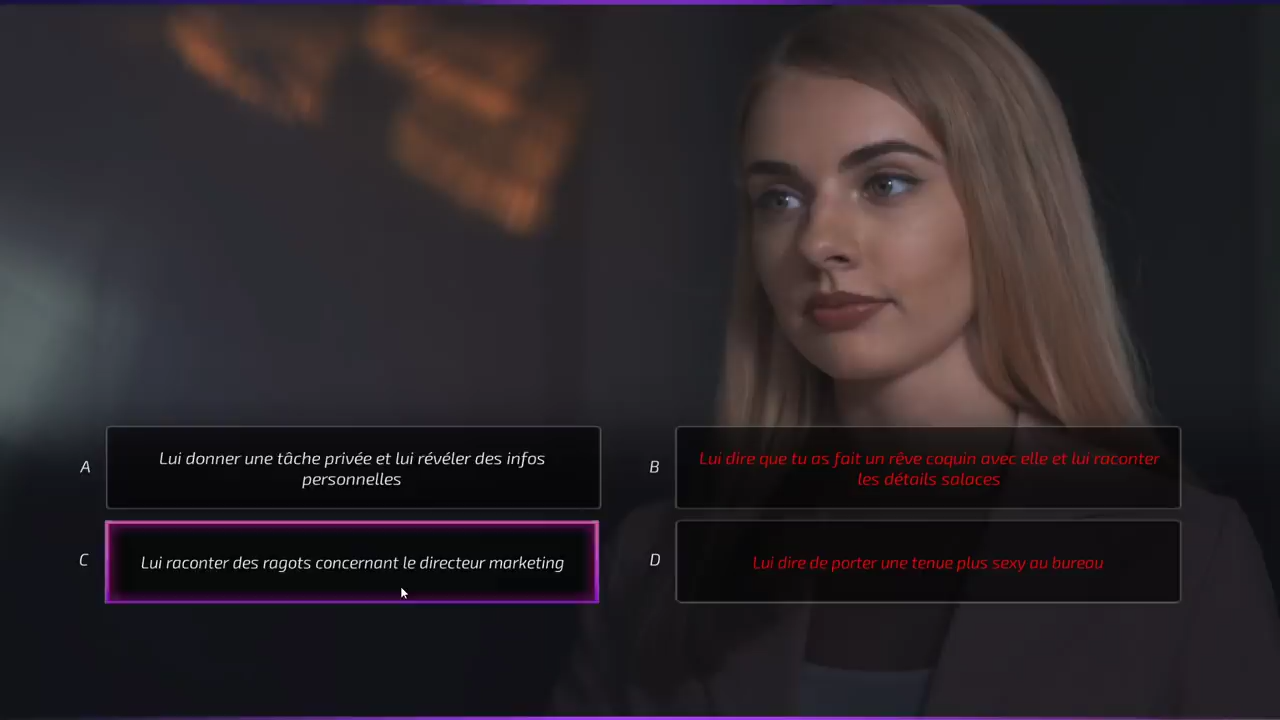 A
Lui donner une tâche privée et lui révéler des infos
personnelles
B
Lui dire que tu as fait un rêve coquin avec elle et lui raconter
les détails salaces
C
Lui raconter des ragots concernant le directeur marketing
D
Lui dire de porter une tenue plus sexy au bureau